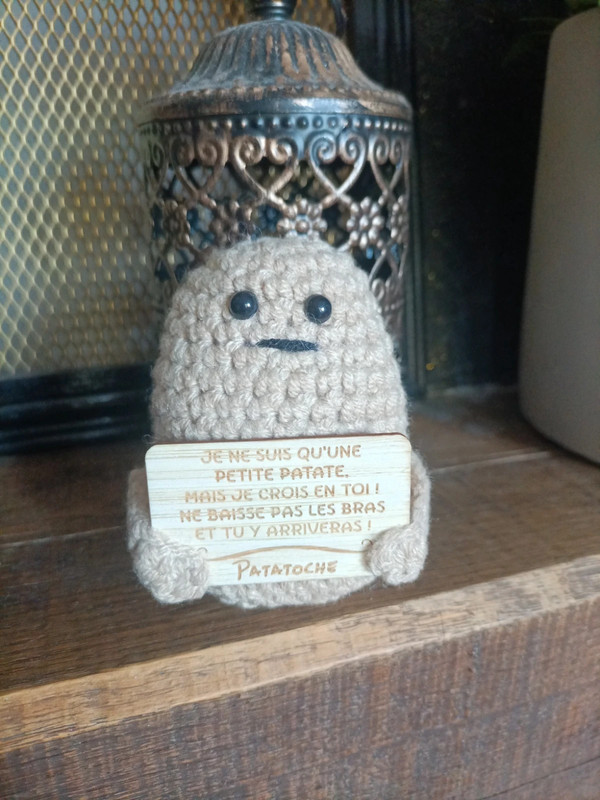 JE NE SUIS QU'UNE
PETITE PATATE,
MAIS JE CROIS EN TOI !
NE BAISSE PAS LES BRAS
ET TU Y ARRIVERAS !
PATATOCHE